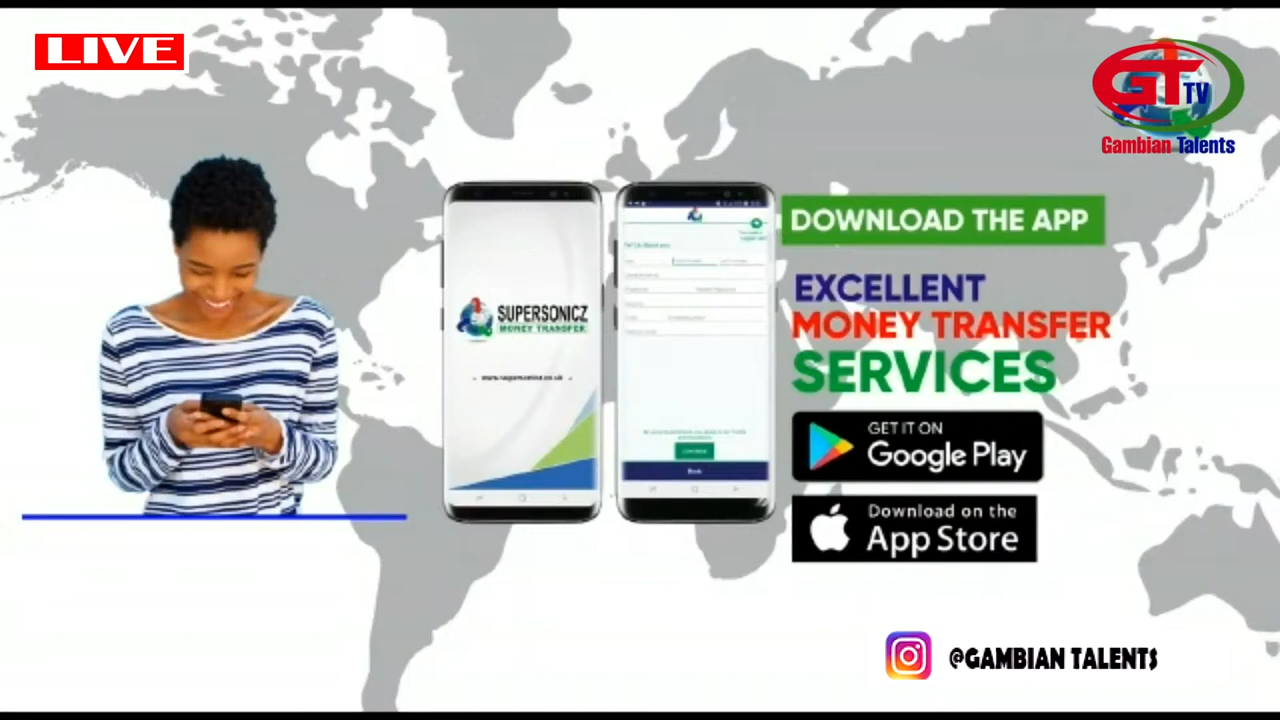 LIVE
GT TV
Gambian Talents
DOWNLOAD THE APP
EXCELLENT
MONEY TRANSFER
SERVICES
SUPERSONICZ
MONEY TRANSFER
GET IT ON
Google Play
Download on the
App Store
@GAMBIAN TALENTS